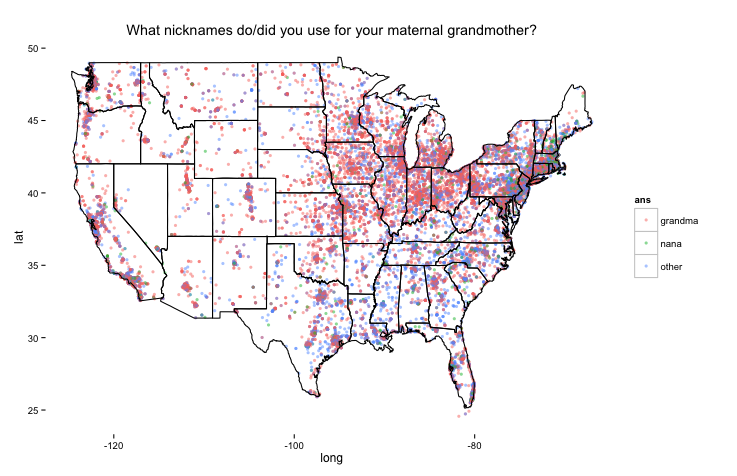 What nicknames do/did you use for your maternal grandmother?
50
45
40
35
30
25
lat
-120
-100
-80
long
ans
grandma
nana
other